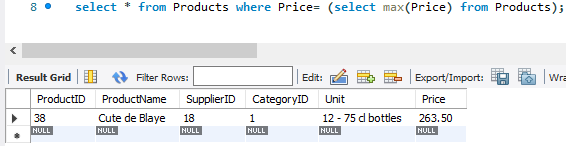 8 select * from Products where Price= (select max(Price) from Products);
Result Grid Filter Rows: Edit: Export/Import: Wra
ProductID ProductName SupplierID CategoryID Unit Price
38 Cute de Blaye 18 1 12 - 75 cl bottles 263.50
NULL NULL NULL NULL NULL NULL